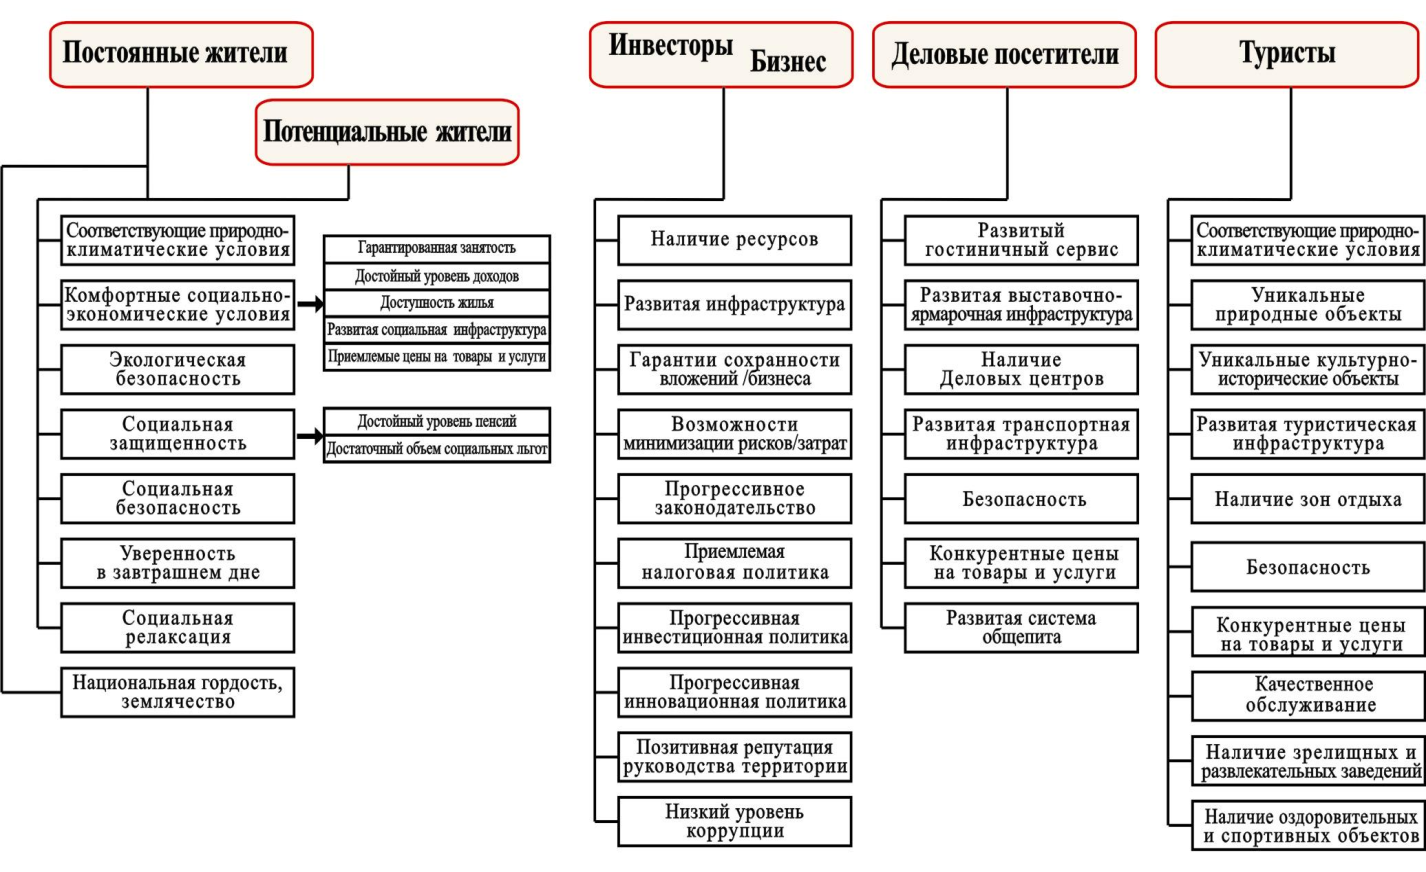 Постоянные жители
Потенциальные жители
Соответствующие природно-
климатические условия
Комфортные социально-
экономические условия
Гарантированная занятость
Достойный уровень доходов
Доступность жилья
Развитая социальная инфраструктура
Приемлемые цены на товары и услуги
Экологическая
безопасность
Социальная
защищенность
Достойный уровень пенсий
Достаточный объем социальных льгот
Социальная
безопасность
Уверенность
в завтрашнем дне
Социальная
релаксация
Национальная гордость,
землячество
Инвесторы
Бизнес
Наличие ресурсов
Развитая инфраструктура
Гарантии сохранности
вложений /бизнеса
Возможности
минимизации рисков/затрат
Прогрессивное
законодательство
Приемлемая
налоговая политика
Прогрессивная
инвестиционная политика
Прогрессивная
инновационная политика
Позитивная репутация
руководства территории
Низкий уровень
коррупции
Деловые посетители
Развитый
гостиничный сервис
Развитая выставочно-
ярмарочная инфраструктура
Наличие
Деловых центров
Развитая транспортная
инфраструктура
Безопасность
Конкурентные цены
на товары и услуги
Развитая система
общепита
Туристы
Соответствующие природно-
климатические условия
Уникальные
природные объекты
Уникальные культурно-
исторические объекты
Развитая туристическая
инфраструктура
Наличие зон отдыха
Безопасность
Конкурентные цены
на товары и услуги
Качественное
обслуживание
Наличие зрелищных и
развлекательных заведений
Наличие оздоровительных
и спортивных объектов